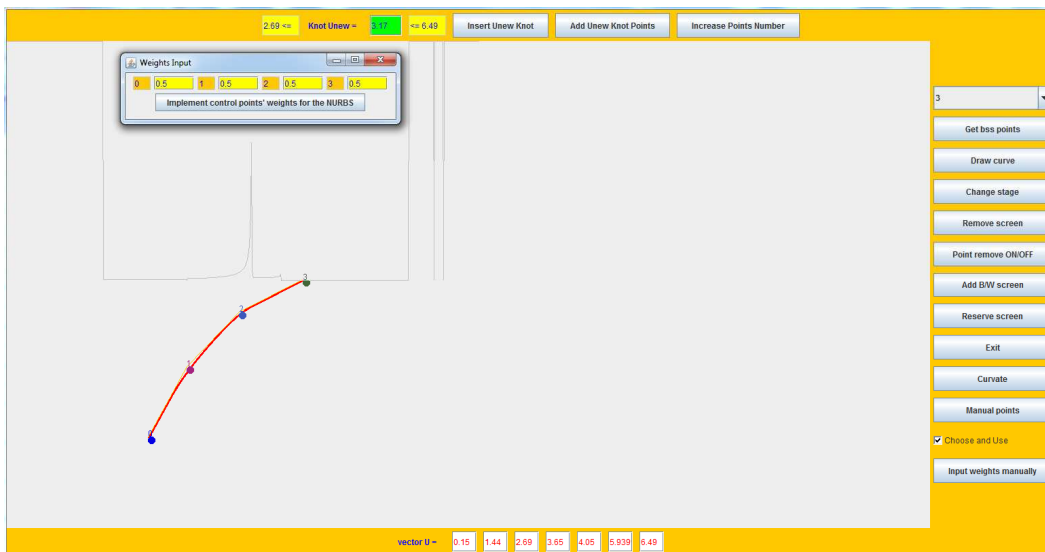 2.69 <= Knot Unew = 3.17 <= 6.49 Insert Unew Knot Add Unew Knot Points Increase Points Number
Weights Input
0 0.5 1 0.5 2 0.5 3 0.5
Implement control points' weights for the NURBS
3
Get bss points
Draw curve
Change stage
Remove screen
Point remove ON/OFF
Add B/W screen
Reserve screen
Exit
Curvate
Manual points
Choose and Use
Input weights manually
3
2
1
0
vector U = 0.15 1.44 2.69 3.65 4.05 5.939 6.49